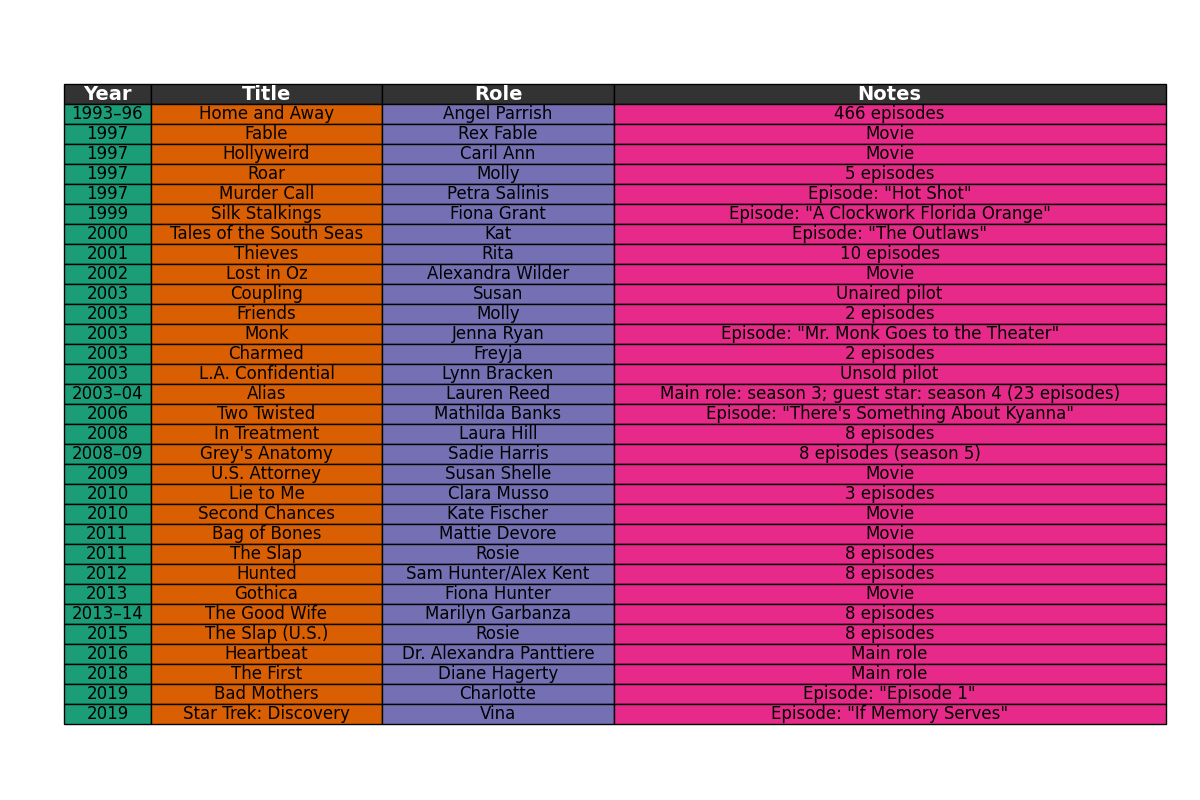 Year Title Role Notes
1993–96 Home and Away Angel Parrish 466 episodes
1997 Fable Rex Fable Movie
1997 Hollyweird Caril Ann Movie
1997 Roar Molly 5 episodes
1997 Murder Call Petra Salinis Episode: "Hot Shot"
1999 Silk Stalkings Fiona Grant Episode: "A Clockwork Florida Orange"
2000 Tales of the South Seas Kat Episode: "The Outlaws"
2001 Thieves Rita 10 episodes
2002 Lost in Oz Alexandra Wilder Movie
2003 Coupling Susan Unaired pilot
2003 Friends Molly 2 episodes
2003 Monk Jenna Ryan Episode: "Mr. Monk Goes to the Theater"
2003 Charmed Freyja 2 episodes
2003 L.A. Confidential Lynn Bracken Unsold pilot
2003–04 Alias Lauren Reed Main role: season 3; guest star: season 4 (23 episodes)
2006 Two Twisted Mathilda Banks Episode: "There's Something About Kyanna"
2008 In Treatment Laura Hill 8 episodes
2008–09 Grey's Anatomy Sadie Harris 8 episodes (season 5)
2009 U.S. Attorney Susan Shelle Movie
2010 Lie to Me Clara Musso 3 episodes
2010 Second Chances Kate Fischer Movie
2011 Bag of Bones Mattie Devore Movie
2011 The Slap Rosie 8 episodes
2012 Hunted Sam Hunter/Alex Kent 8 episodes
2013 Gothica Fiona Hunter Movie
2013–14 The Good Wife Marilyn Garbanza 8 episodes
2015 The Slap (U.S.) Rosie 8 episodes
2016 Heartbeat Dr. Alexandra Panttiere Main role
2018 The First Diane Hagerty Main role
2019 Bad Mothers Charlotte Episode: "Episode 1"
2019 Star Trek: Discovery Vina Episode: "If Memory Serves"